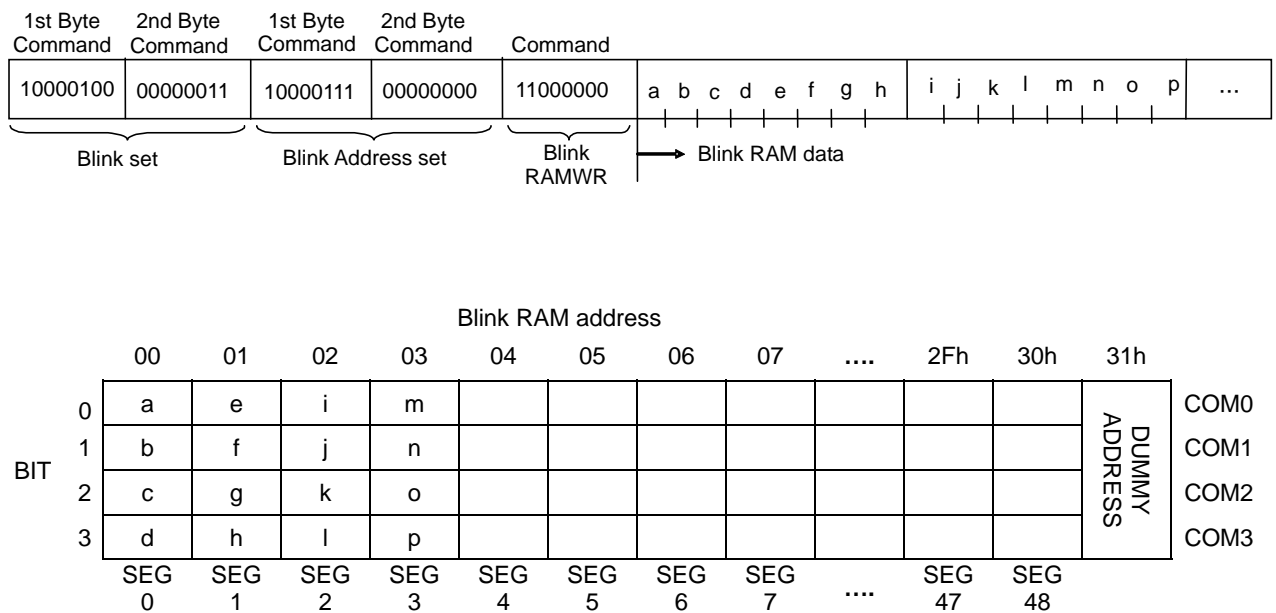 1st Byte 2nd Byte 1st Byte 2nd Byte
Command Command Command Command Command
10000100 00000011 10000111 00000000 11000000 a b c d e f g h i j k l m n o p ...
Blink set Blink Address set Blink RAMWR Blink RAM data
Blink RAM address
00 01 02 03 04 05 06 07 .... 2Fh 30h 31h
0 a e i m COM0
1 b f j n COM1
BIT
2 c g k o COM2
3 d h l p COM3
DUMMY ADDRESS
SEG SEG SEG SEG SEG SEG SEG SEG SEG SEG
0 1 2 3 4 5 6 7 .... 47 48